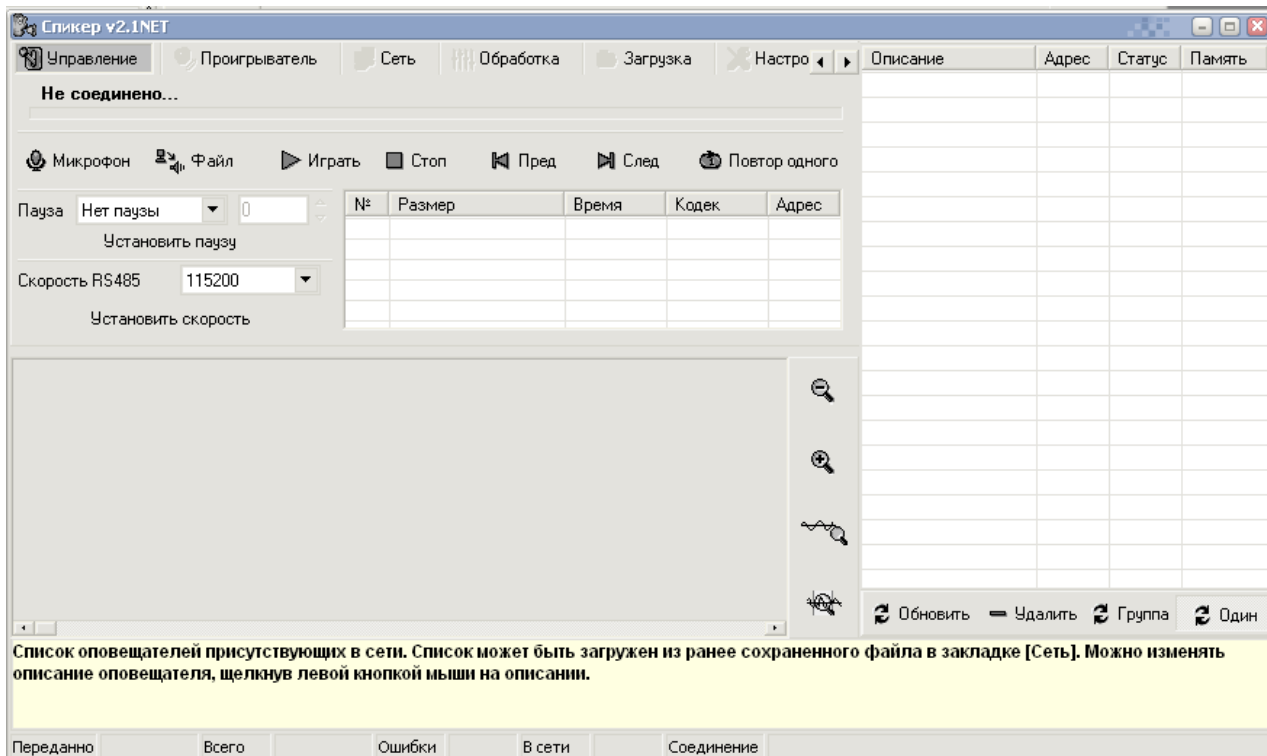 Спикер v2.1NET
Управление Проигрыватель Сеть Обработка Загрузка Настро
Не соединено...
Микрофон Файл Играть Стоп Пред След Повтор одного
Пауза Нет паузы 0
Установить паузу
Скорость RS485 115200
Установить скорость
№ Размер Время Кодек Адрес
Описание Адрес Статус Память
Обновить Удалить Группа Один
Список оповещателей присутствующих в сети. Список может быть загружен из ранее сохраненного файла в закладке [Сеть]. Можно изменять
описание оповещателя, щелкнув левой кнопкой мыши на описании.
Переданно Всего Ошибки В сети Соединение